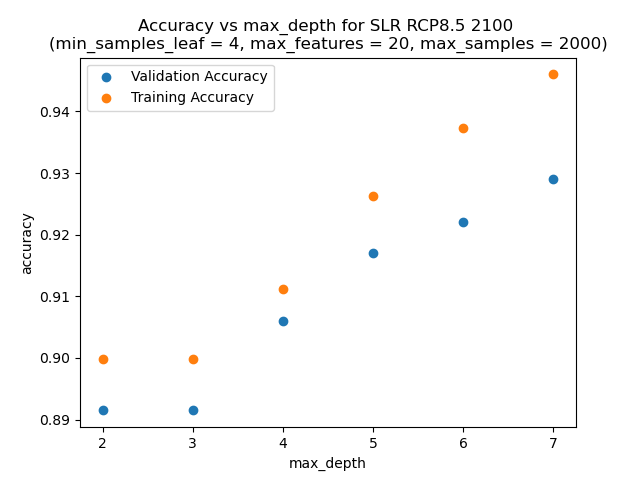 Accuracy vs max_depth for SLR RCP8.5 2100
(min_samples_leaf = 4, max_features = 20, max_samples = 2000)
Validation Accuracy
Training Accuracy
0.94
0.93
0.92
0.91
0.90
0.89
accuracy
2 3 4 5 6 7
max_depth